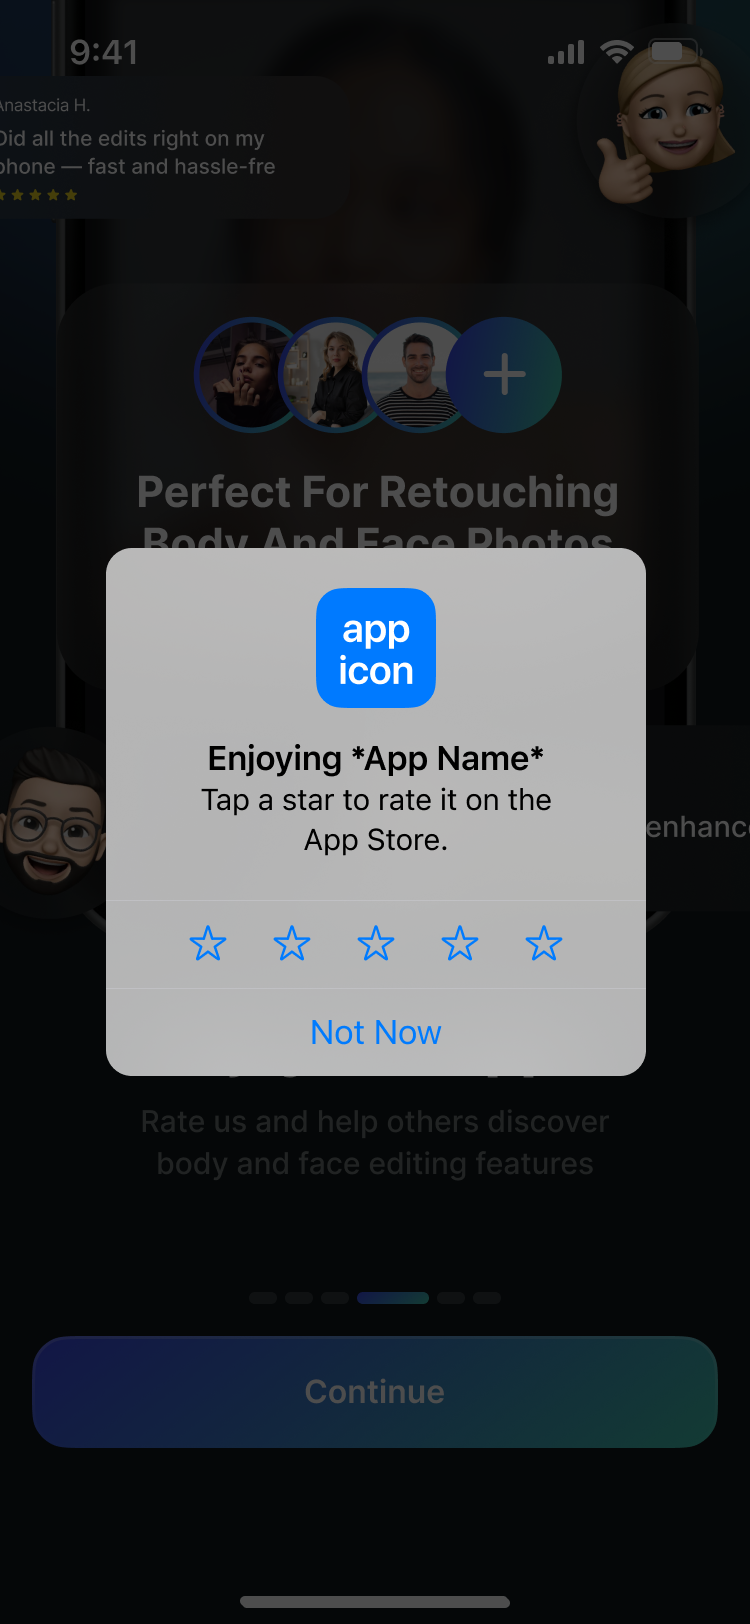 9:41
Anastacia H.
Did all the edits right on my
phone — fast and hassle-fre
Perfect For Retouching
Body And Face Photos
app
icon
Enjoying *App Name*
Tap a star to rate it on the
App Store.
enhanc
Not Now
Rate us and help others discover
body and face editing features
Continue